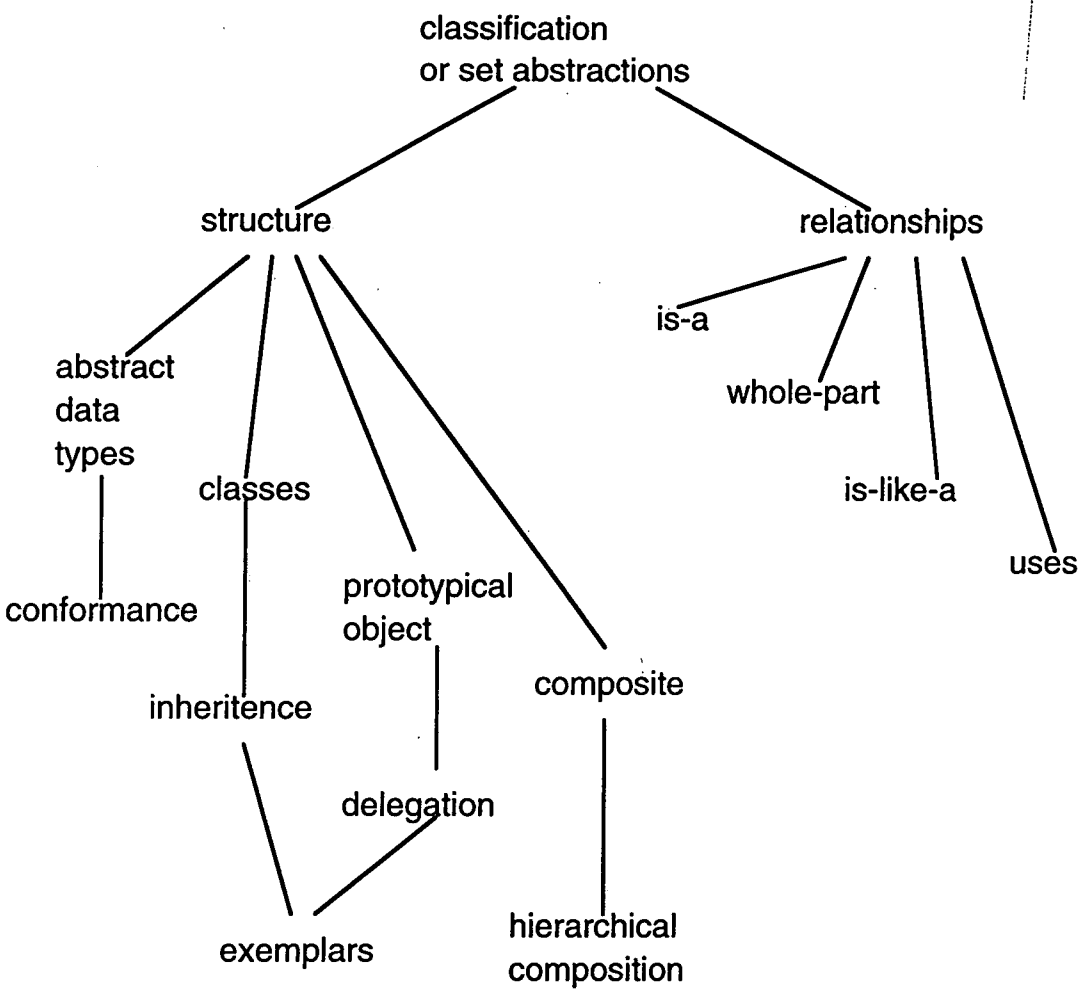 classification
or set abstractions
structure
relationships
is-a
abstract
data
types
whole-part
classes
is-like-a
uses
prototypical
object
conformance
composite
inheritence
delegation
hierarchical
composition
exemplars